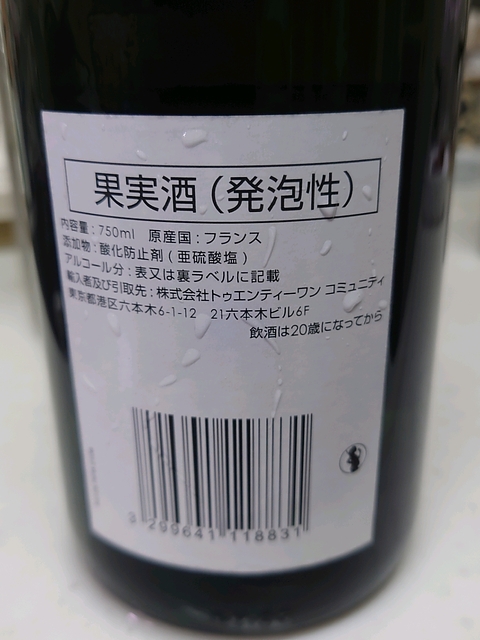 果実酒（発泡性）
内容量：750ml　原産国：フランス
添加物：酸化防止剤(亜硫酸塩)
アルコール分：表又は裏ラベルに記載
輸入者及び引取先：株式会社トゥエンティーワン コミュニティ
東京都港区六本木6-1-12　21六本木ビル6F
飲酒は20歳になってから
3 299641 118831